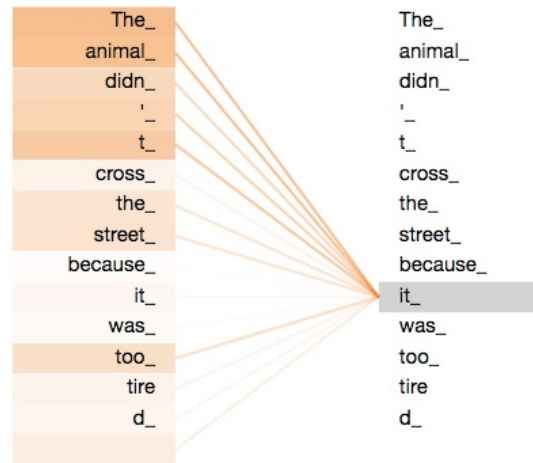 The_ The_
animal_ animal_
didn_ didn_
'_ '_
t_ t_
cross_ cross_
the_ the_
street_ street_
because_ because_
it_ it_
was_ was_
too_ too_
tire tire
d_ d_